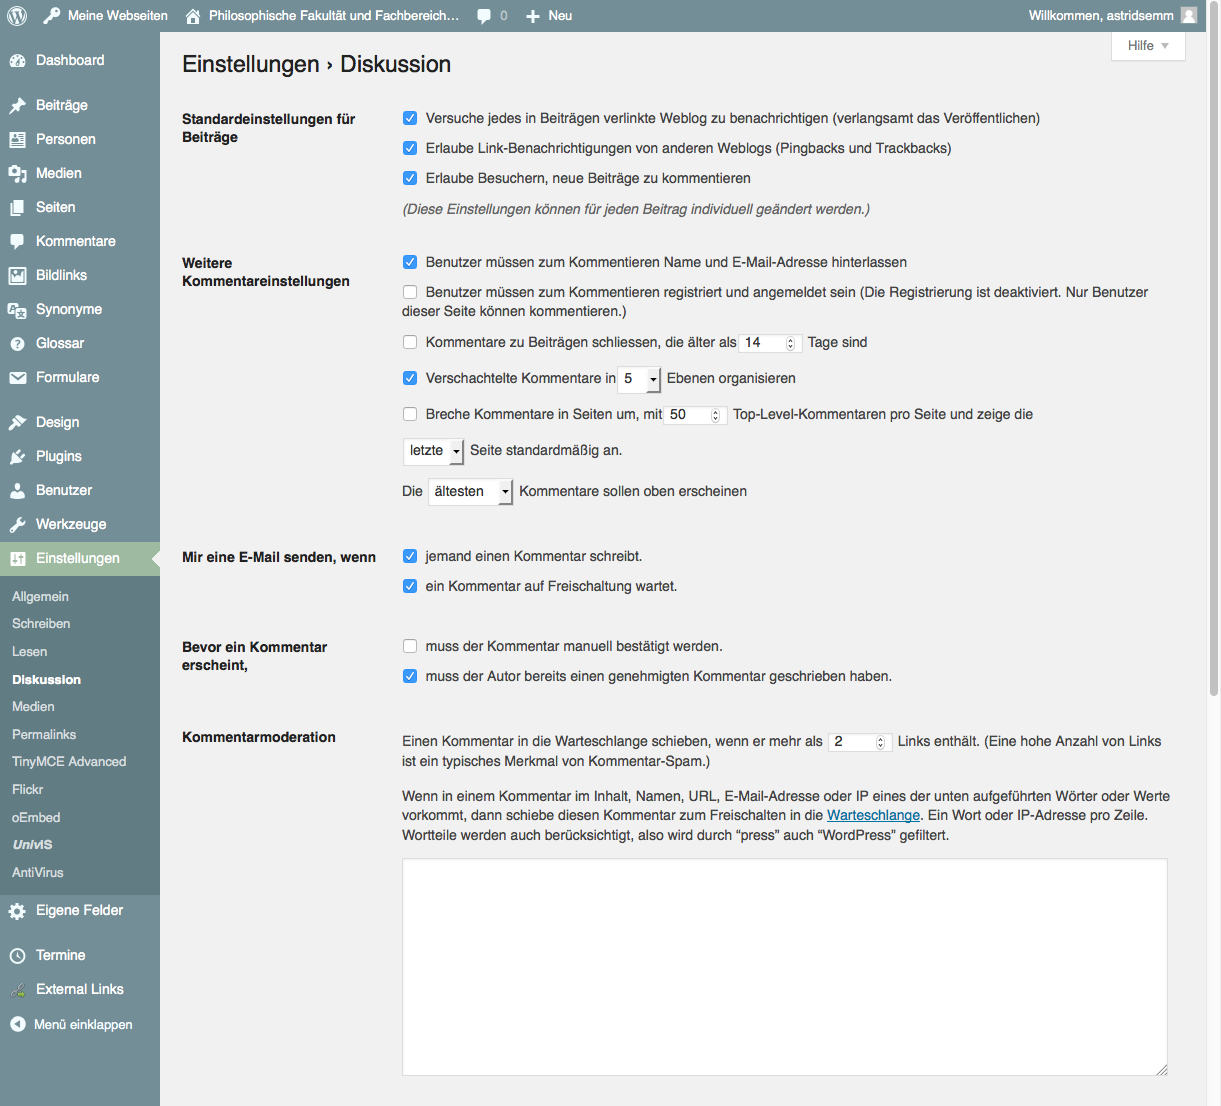 Meine Webseiten
Philosophische Fakultät und Fachbereich...
0
Neu
Willkommen, astridsemm
Hilfe
Dashboard
Beiträge
Personen
Medien
Seiten
Kommentare
Bildlinks
Synonyme
Glossar
Formulare
Design
Plugins
Benutzer
Werkzeuge
Einstellungen
Allgemein
Schreiben
Lesen
Diskussion
Medien
Permalinks
TinyMCE Advanced
Flickr
oEmbed
UnivIS
AntiVirus
Eigene Felder
Termine
External Links
Menü einklappen
Einstellungen › Diskussion
Standardeinstellungen für
Beiträge
Versuche jedes in Beiträgen verlinkte Weblog zu benachrichtigen (verlangsamt das Veröffentlichen)
Erlaube Link-Benachrichtigungen von anderen Weblogs (Pingbacks und Trackbacks)
Erlaube Besuchern, neue Beiträge zu kommentieren
(Diese Einstellungen können für jeden Beitrag individuell geändert werden.)
Weitere
Kommentareinstellungen
Benutzer müssen zum Kommentieren Name und E-Mail-Adresse hinterlassen
Benutzer müssen zum Kommentieren registriert und angemeldet sein (Die Registrierung ist deaktiviert. Nur Benutzer
dieser Seite können kommentieren.)
Kommentare zu Beiträgen schliessen, die älter als 14 Tage sind
Verschachtelte Kommentare in 5 Ebenen organisieren
Breche Kommentare in Seiten um, mit 50 Top-Level-Kommentaren pro Seite und zeige die
letzte Seite standardmäßig an.
Die ältesten Kommentare sollen oben erscheinen
Mir eine E-Mail senden, wenn
jemand einen Kommentar schreibt.
ein Kommentar auf Freischaltung wartet.
Bevor ein Kommentar
erscheint,
muss der Kommentar manuell bestätigt werden.
muss der Autor bereits einen genehmigten Kommentar geschrieben haben.
Kommentarmoderation
Einen Kommentar in die Warteschlange schieben, wenn er mehr als 2 Links enthält. (Eine hohe Anzahl von Links
ist ein typisches Merkmal von Kommentar-Spam.)
Wenn in einem Kommentar im Inhalt, Namen, URL, E-Mail-Adresse oder IP eines der unten aufgeführten Wörter oder Werte
vorkommt, dann schiebe diesen Kommentar zum Freischalten in die Warteschlange. Ein Wort oder IP-Adresse pro Zeile.
Wortteile werden auch berücksichtigt, also wird durch “press” auch “WordPress” gefiltert.